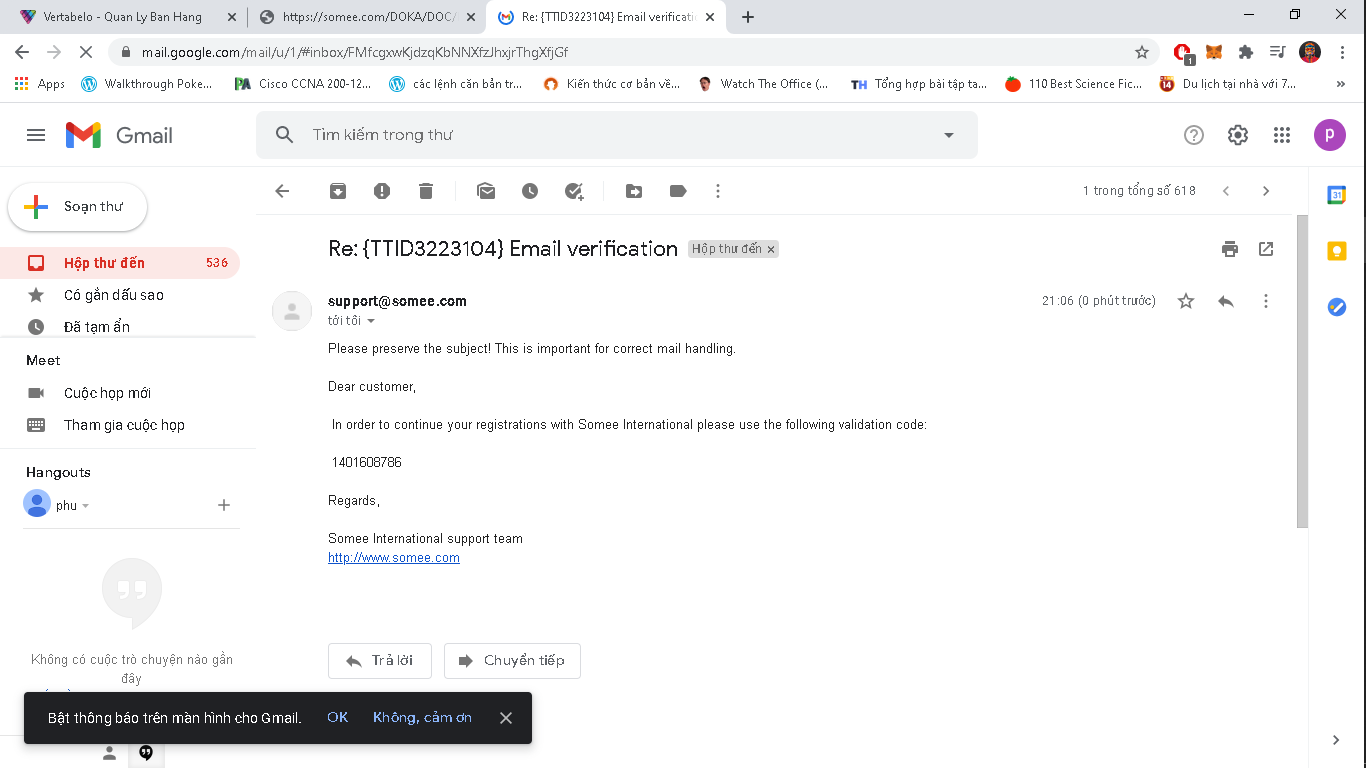 Vertabelo - Quan Ly Ban Hang
https://somee.com/DOKA/DOC/
Re: {TTID3223104} Email verificatio
mail.google.com/mail/u/1/#inbox/FMfcgxwKjdzqKbNNXfzJhxjrThgXfjGf
1
Apps
Walkthrough Poke...
Cisco CCNA 200-12...
các lệnh căn bản tr...
Kiến thức cơ bản về...
Watch The Office (...
TH Tổng hợp bài tập ta...
110 Best Science Fic...
Du lịch tại nhà với 7...
Gmail
Tìm kiếm trong thư
p
Soạn thư
1 trong tổng số 618
31
Hộp thư đến 536
Có gắn dấu sao
Đã tạm ẩn
Meet
Cuộc họp mới
Tham gia cuộc họp
Hangouts
phu
Không có cuộc trò chuyện nào gần
đây
Re: {TTID3223104} Email verification
Hộp thư đến
support@somee.com
21:06 (0 phút trước)
tới tôi
Please preserve the subject! This is important for correct mail handling.
Dear customer,
In order to continue your registrations with Somee International please use the following validation code:
1401608786
Regards,
Somee International support team
http://www.somee.com
Trả lời
Chuyển tiếp
Bật thông báo trên màn hình cho Gmail. OK Không, cảm ơn